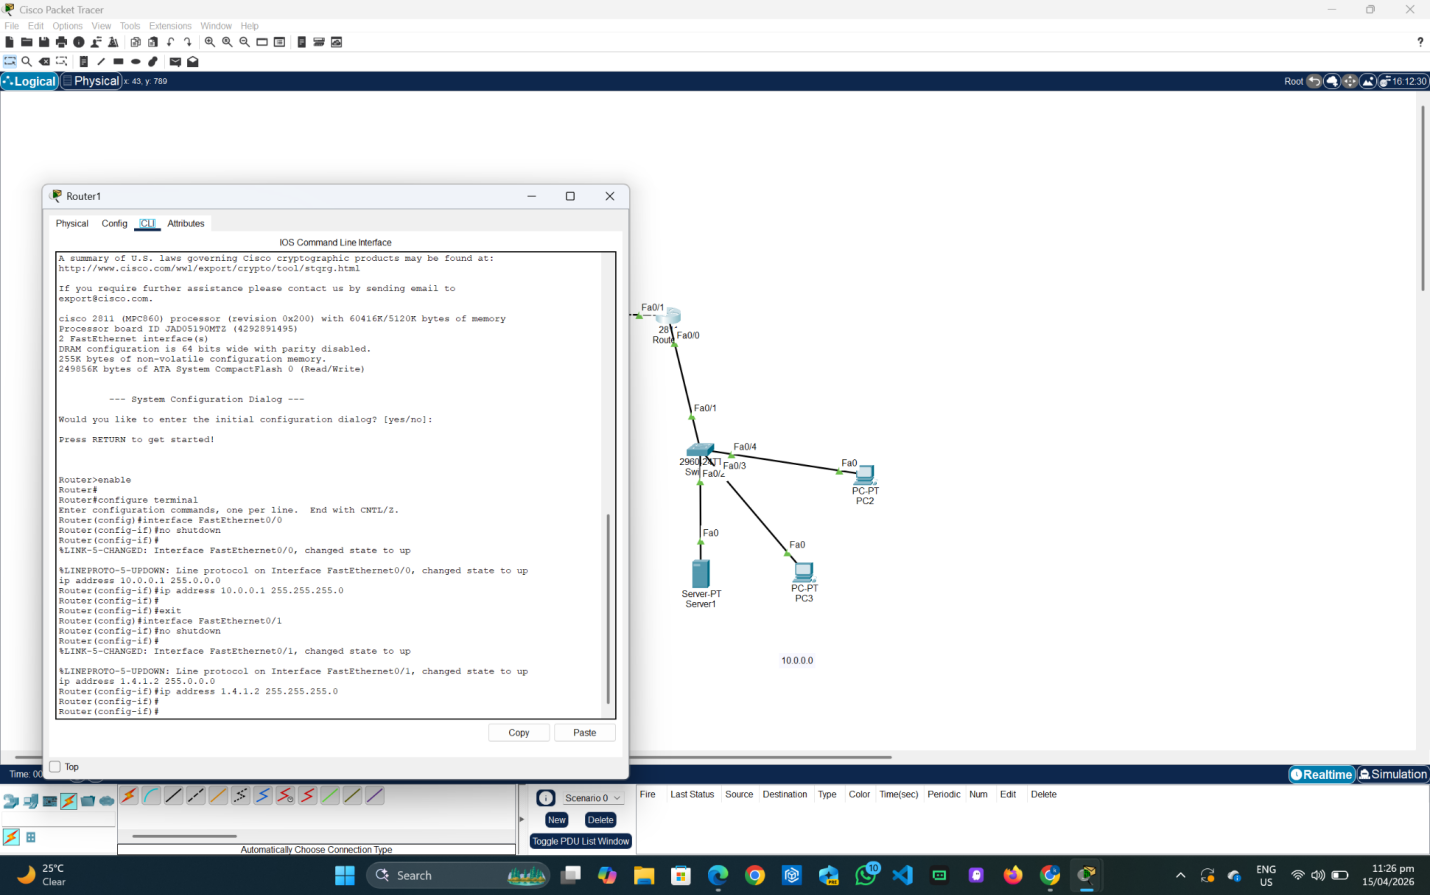 Cisco Packet Tracer
File Edit Options View Tools Extensions Window Help
?
Logical Physical x: 43, y: 789
Root 16:12:30
Router1
Physical Config CLI Attributes
IOS Command Line Interface
A summary of U.S. laws governing Cisco cryptographic products may be found at:
http://www.cisco.com/wwl/export/crypto/tool/stqrg.html
If you require further assistance please contact us by sending email to
export@cisco.com.
cisco 2811 (MPC860) processor (revision 0x200) with 60416K/5120K bytes of memory
Processor board ID JAD05190MTZ (4292891495)
2 FastEthernet interface(s)
DRAM configuration is 64 bits wide with parity disabled.
255K bytes of non-volatile configuration memory.
249856K bytes of ATA System CompactFlash 0 (Read/Write)
--- System Configuration Dialog ---
Would you like to enter the initial configuration dialog? [yes/no]:
Press RETURN to get started!
Router>enable
Router#
Router#configure terminal
Enter configuration commands, one per line. End with CNTL/Z.
Router(config)#interface FastEthernet0/0
Router(config-if)#no shutdown
Router(config-if)#
%LINK-5-CHANGED: Interface FastEthernet0/0, changed state to up
%LINEPROTO-5-UPDOWN: Line protocol on Interface FastEthernet0/0, changed state to up
ip address 10.0.0.1 255.0.0.0
Router(config-if)#ip address 10.0.0.1 255.255.255.0
Router(config-if)#
Router(config-if)#exit
Router(config)#interface FastEthernet0/1
Router(config-if)#no shutdown
Router(config-if)#
%LINK-5-CHANGED: Interface FastEthernet0/1, changed state to up
%LINEPROTO-5-UPDOWN: Line protocol on Interface FastEthernet0/1, changed state to up
ip address 1.4.1.2 255.0.0.0
Router(config-if)#ip address 1.4.1.2 255.255.255.0
Router(config-if)#
Router(config-if)#
Copy Paste
Top
Fa0/1
28
Route
Fa0/0
Fa0/1
Fa0/4
2960-24TT
Fa0/3
Swi
Fa0/2
Fa0
PC-PT
PC2
Fa0
Fa0
PC-PT
PC3
Server-PT
Server1
10.0.0.0
Time: 00
Realtime Simulation
Scenario 0
New Delete
Toggle PDU List Window
Fire Last Status Source Destination Type Color Time(sec) Periodic Num Edit Delete
Automatically Choose Connection Type
25°C
Clear
Search
PRE
10
ENG
US
11:26 pm
15/04/2026